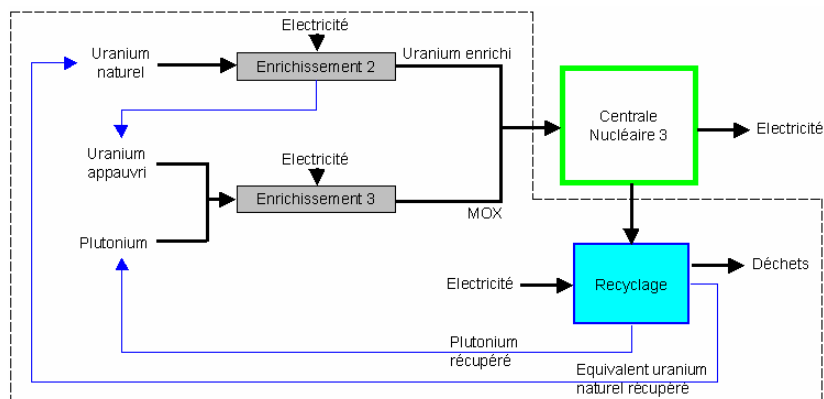 Electricité
Uranium
naturel
Enrichissement 2
Uranium enrichi
Centrale
Nucléaire 3
Electricité
Uranium
appauvri
Electricité
Enrichissement 3
MOX
Plutonium
Electricité
Recyclage
Déchets
Plutonium
récupéré
Equivalent uranium
naturel récupéré